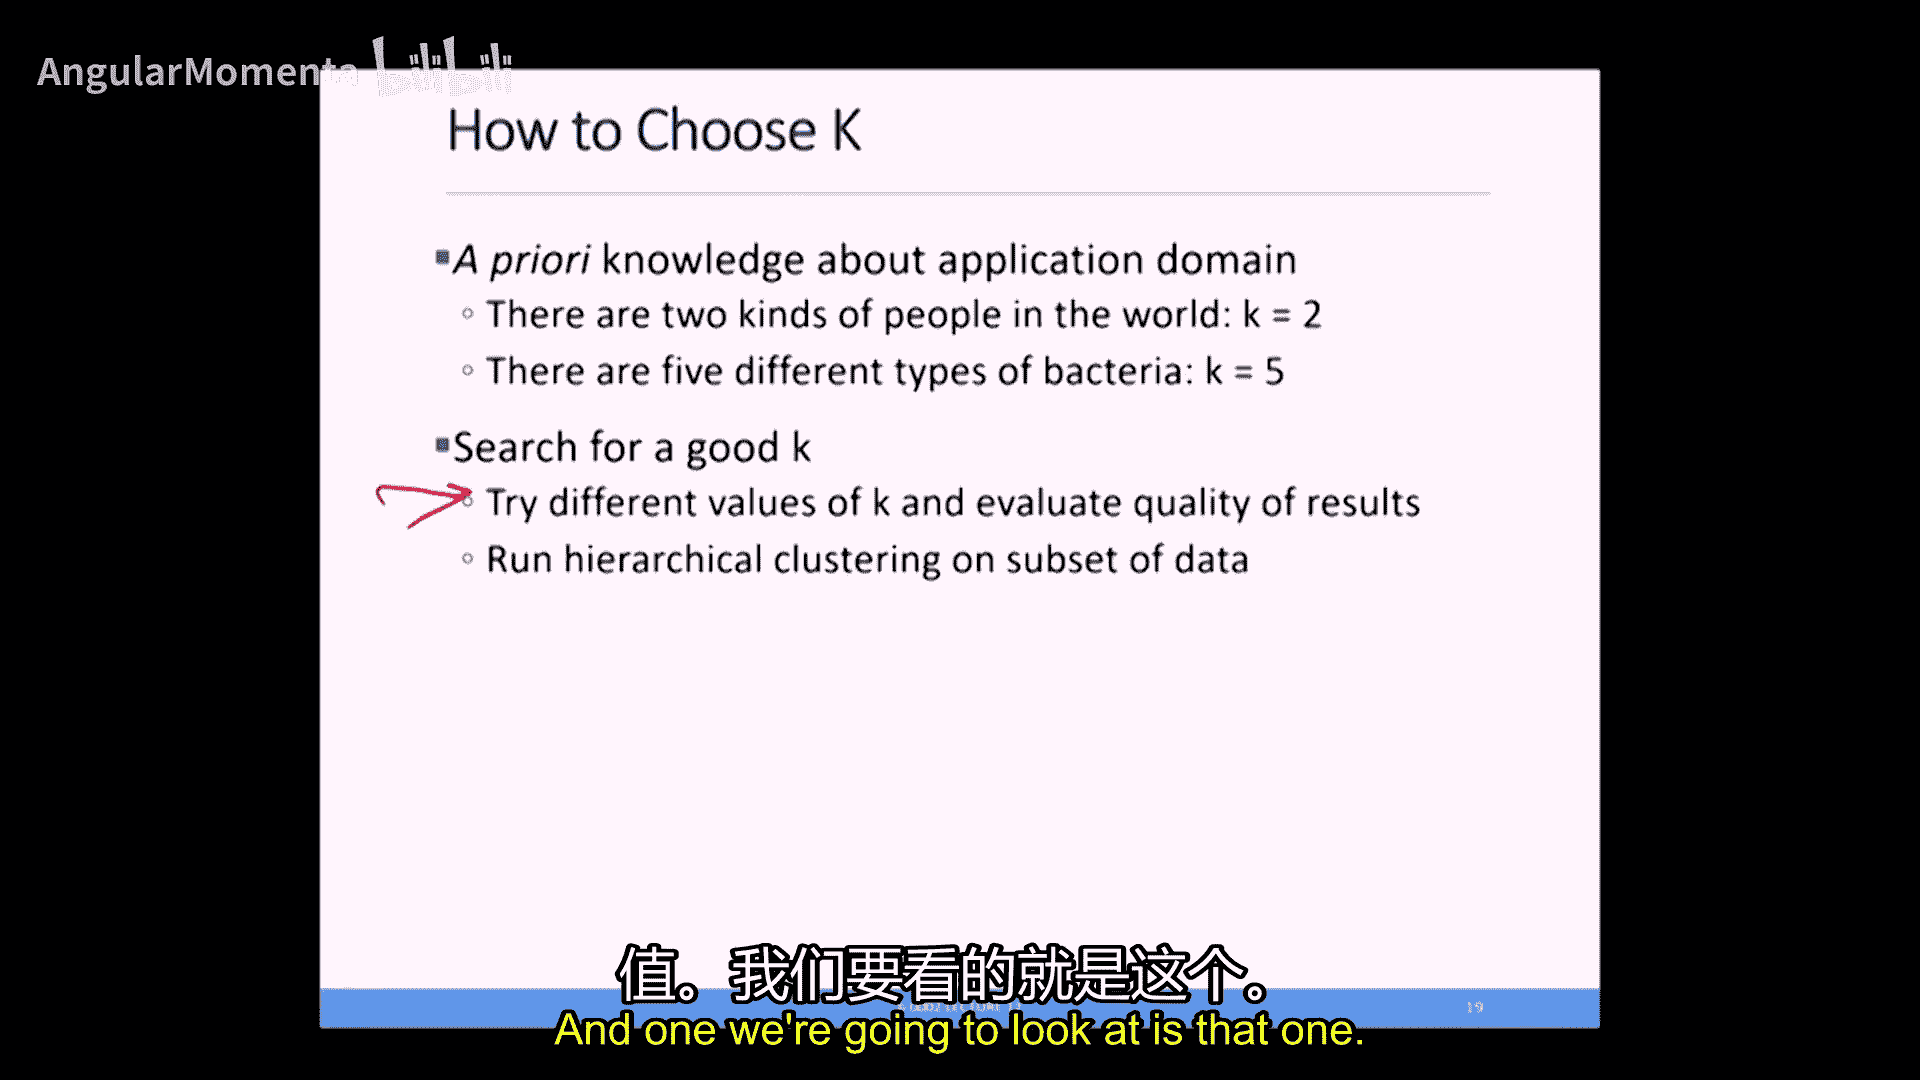 AngularMomenta bilibili
How to Choose K
A priori knowledge about application domain
There are two kinds of people in the world: k = 2
There are five different types of bacteria: k = 5
Search for a good k
Try different values of k and evaluate quality of results
Run hierarchical clustering on subset of data
值。我们要看的就是这个。
19
And one we're going to look at is that one.